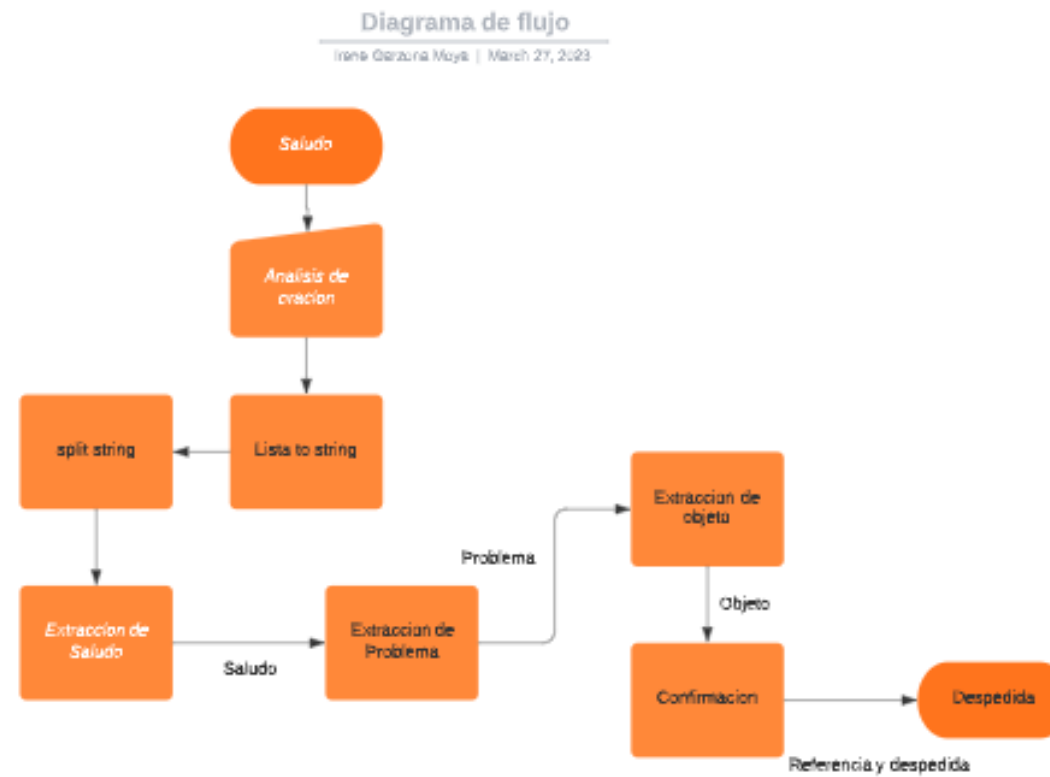 Diagrama de flujo
Irene Garzona Moya | March 27, 2023
Saludo
Analisis de
oracion
split string
Lista to string
Extraccion de
objeto
Problema
Objeto
Extraccion de
Saludo
Saludo
Extraccion de
Problema
Confirmacion
Despedida
Referencia y despedida